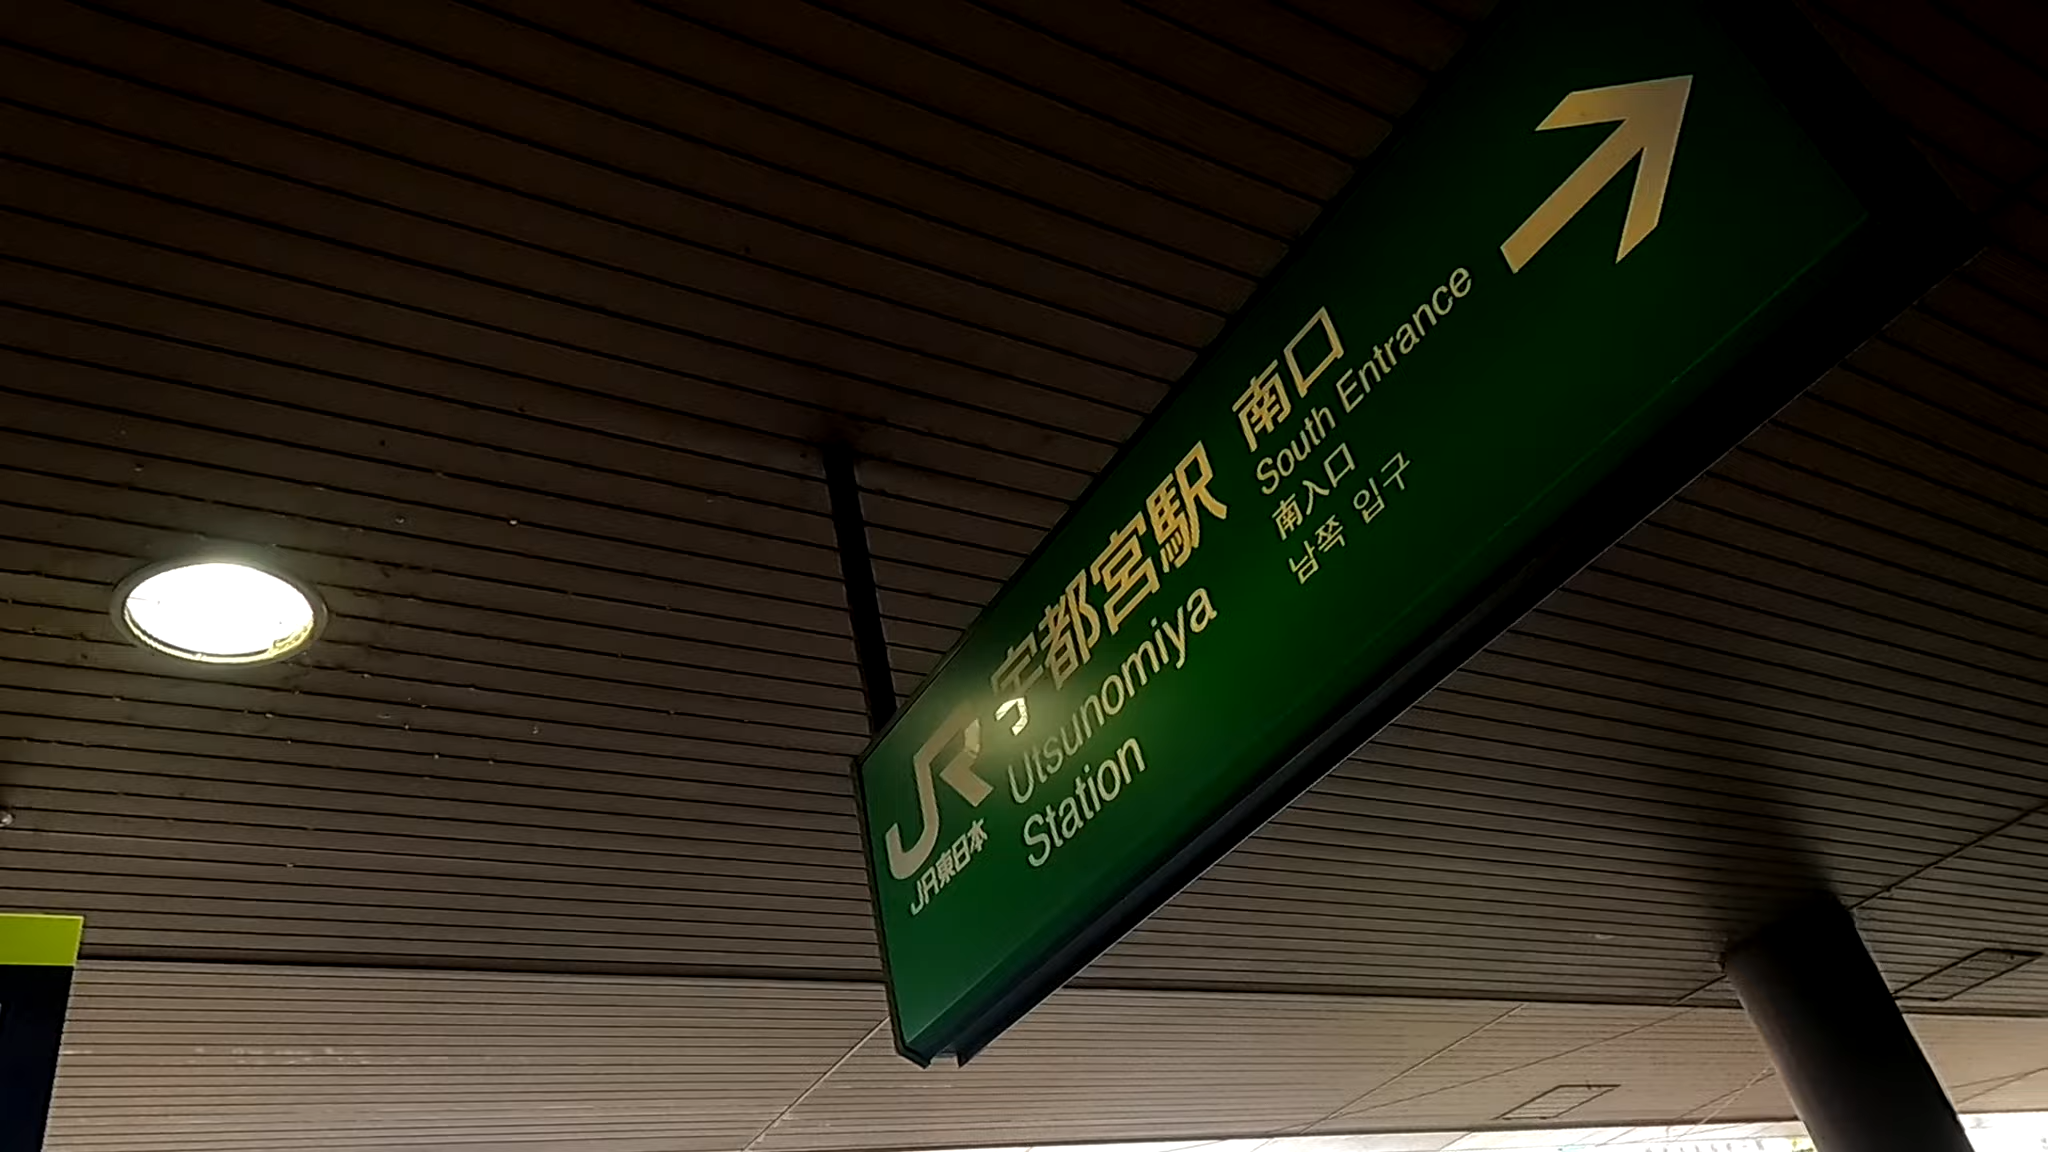 JR
JR東日本
宇都宮駅
Utsunomiya
Station
南口
South Entrance
南入口
남쪽 입구